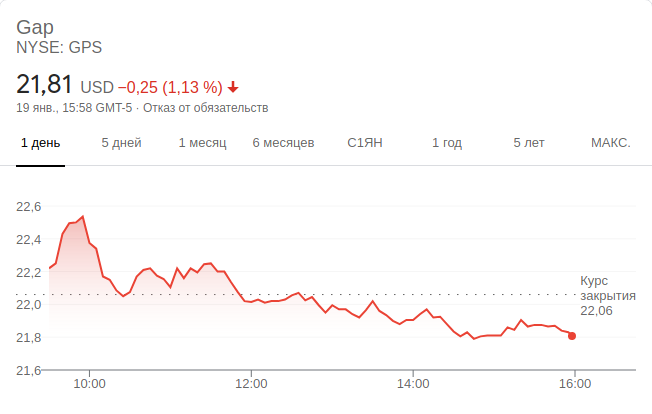 Gap
NYSE: GPS
21,81 USD −0,25 (1,13 %)
19 янв., 15:58 GMT-5 · Отказ от обязательств
1 день 5 дней 1 месяц 6 месяцев С1ЯН 1 год 5 лет МАКС.
22,6
22,4
22,2
Курс
закрытия
22,06
22,0
21,8
21,6
10:00 12:00 14:00 16:00